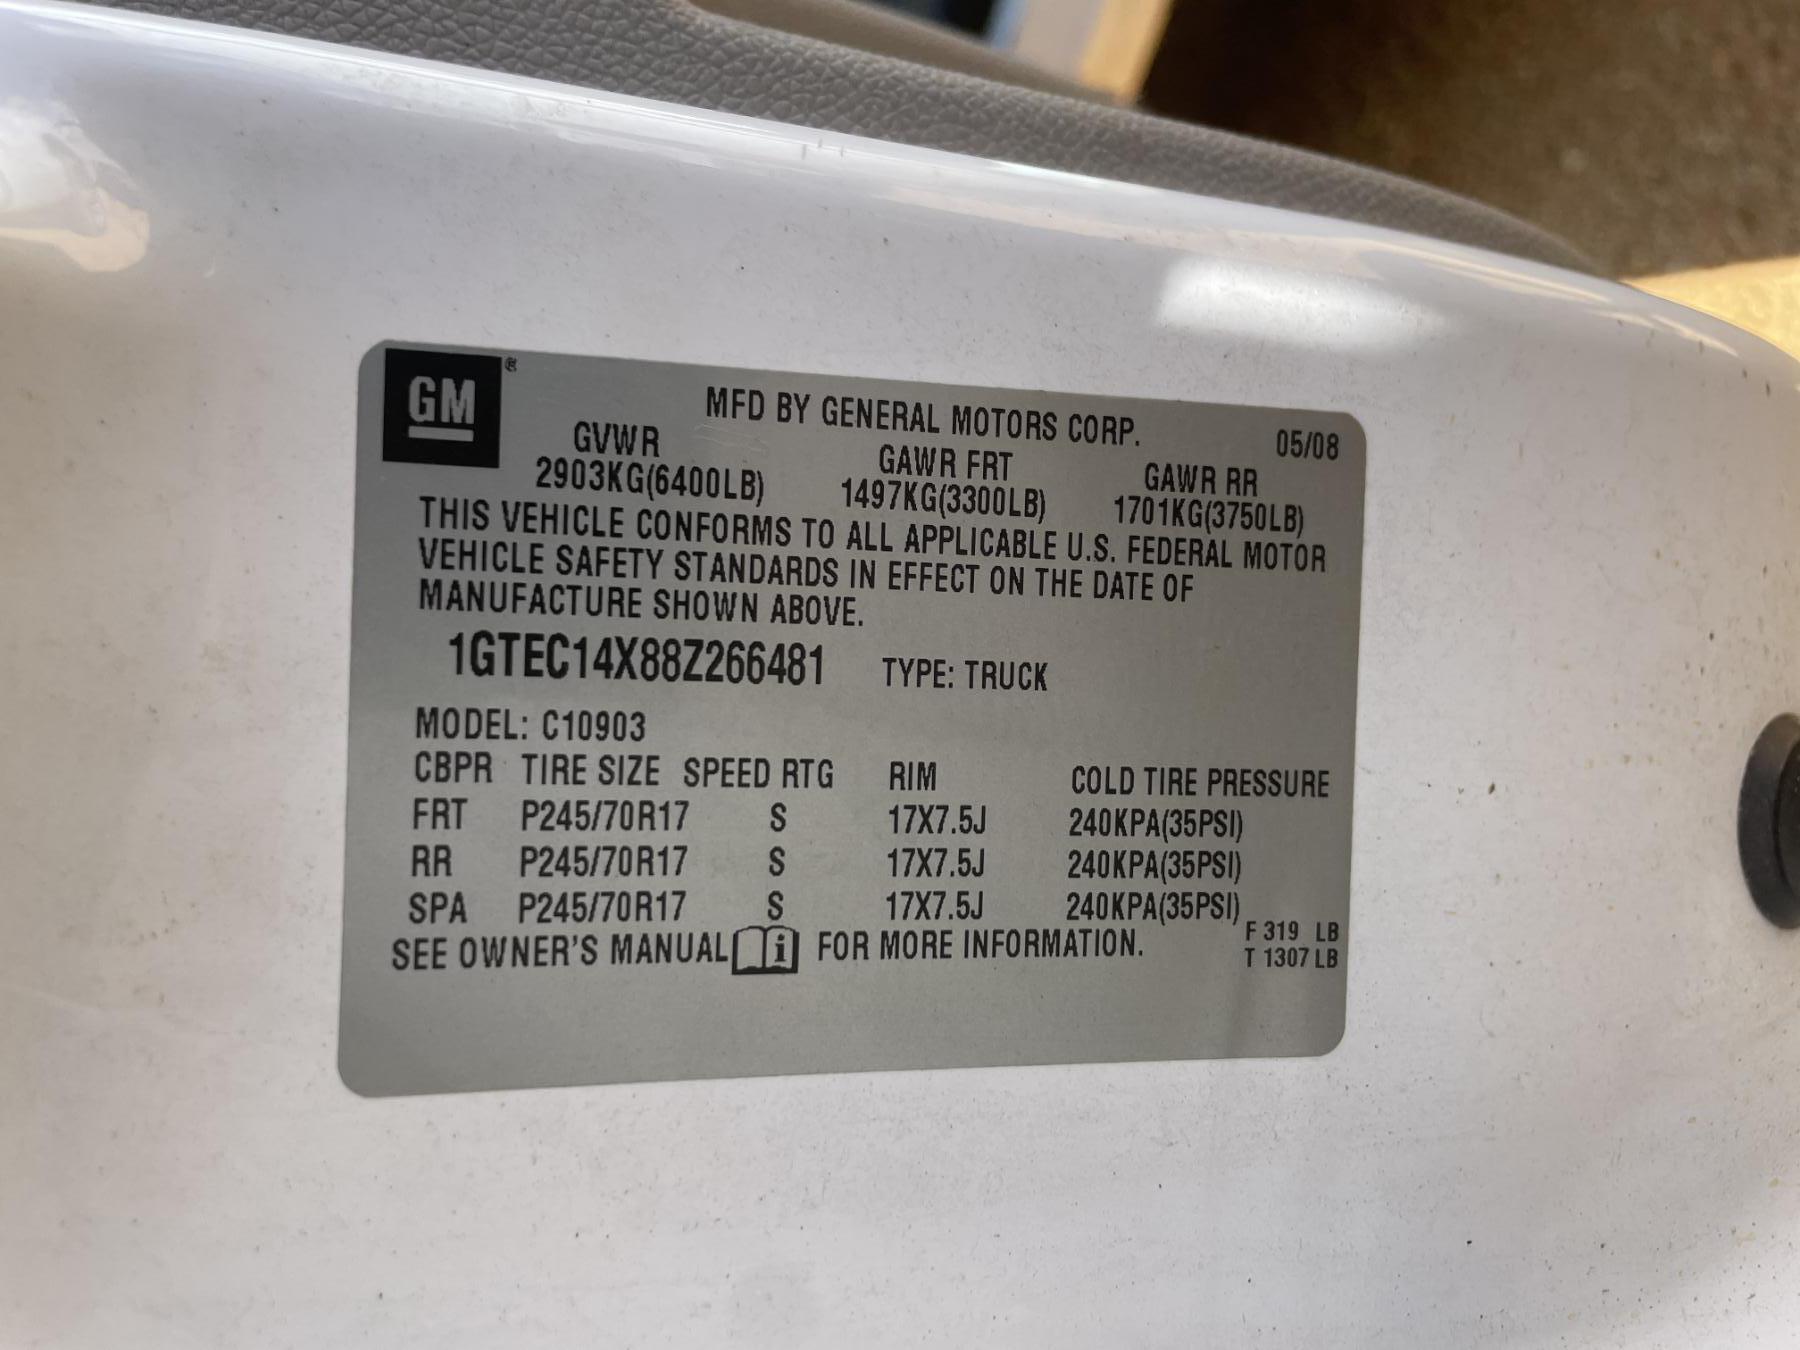 GM ®
MFD BY GENERAL MOTORS CORP. 05/08
GVWR GAWR FRT GAWR RR
2903KG(6400LB) 1497KG(3300LB) 1701KG(3750LB)
THIS VEHICLE CONFORMS TO ALL APPLICABLE U.S. FEDERAL MOTOR
VEHICLE SAFETY STANDARDS IN EFFECT ON THE DATE OF
MANUFACTURE SHOWN ABOVE.
1GTEC14X88Z266481 TYPE: TRUCK
MODEL: C10903
CBPR TIRE SIZE SPEED RTG RIM COLD TIRE PRESSURE
FRT P245/70R17 S 17X7.5J 240KPA(35PSI)
RR P245/70R17 S 17X7.5J 240KPA(35PSI)
SPA P245/70R17 S 17X7.5J 240KPA(35PSI)
SEE OWNER'S MANUAL i FOR MORE INFORMATION.
F 319 LB
T 1307 LB